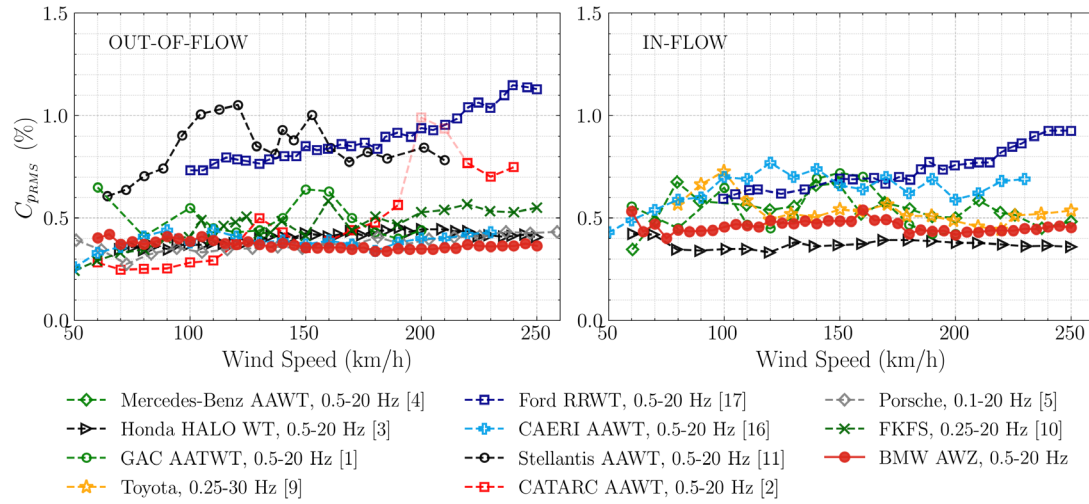 1.5
1.0
0.5
0.0
C_pRMS (%)
OUT-OF-FLOW
50
100
150
200
250
Wind Speed (km/h)
1.5
1.0
0.5
0.0
IN-FLOW
50
100
150
200
250
Wind Speed (km/h)
Mercedes-Benz AAWT, 0.5-20 Hz [4]
Honda HALO WT, 0.5-20 Hz [3]
GAC AATWT, 0.5-20 Hz [1]
Toyota, 0.25-30 Hz [9]
Ford RRWT, 0.5-20 Hz [17]
CAERI AAWT, 0.5-20 Hz [16]
Stellantis AAWT, 0.5-20 Hz [11]
CATARC AAWT, 0.5-20 Hz [2]
Porsche, 0.1-20 Hz [5]
FKFS, 0.25-20 Hz [10]
BMW AWZ, 0.5-20 Hz